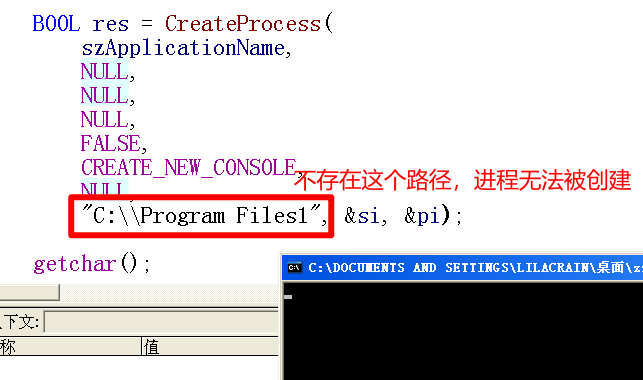 BOOL res = CreateProcess(
szApplicationName,
NULL,
NULL,
NULL,
FALSE,
CREATE_NEW_CONSOLE,
不存在这个路径，进程无法被创建
NULL,
"C:\\Program Files1", &si, &pi);
getchar();
C:\DOCUMENTS AND SETTINGS\LILACRAIN\桌面\z
下文:
称
值